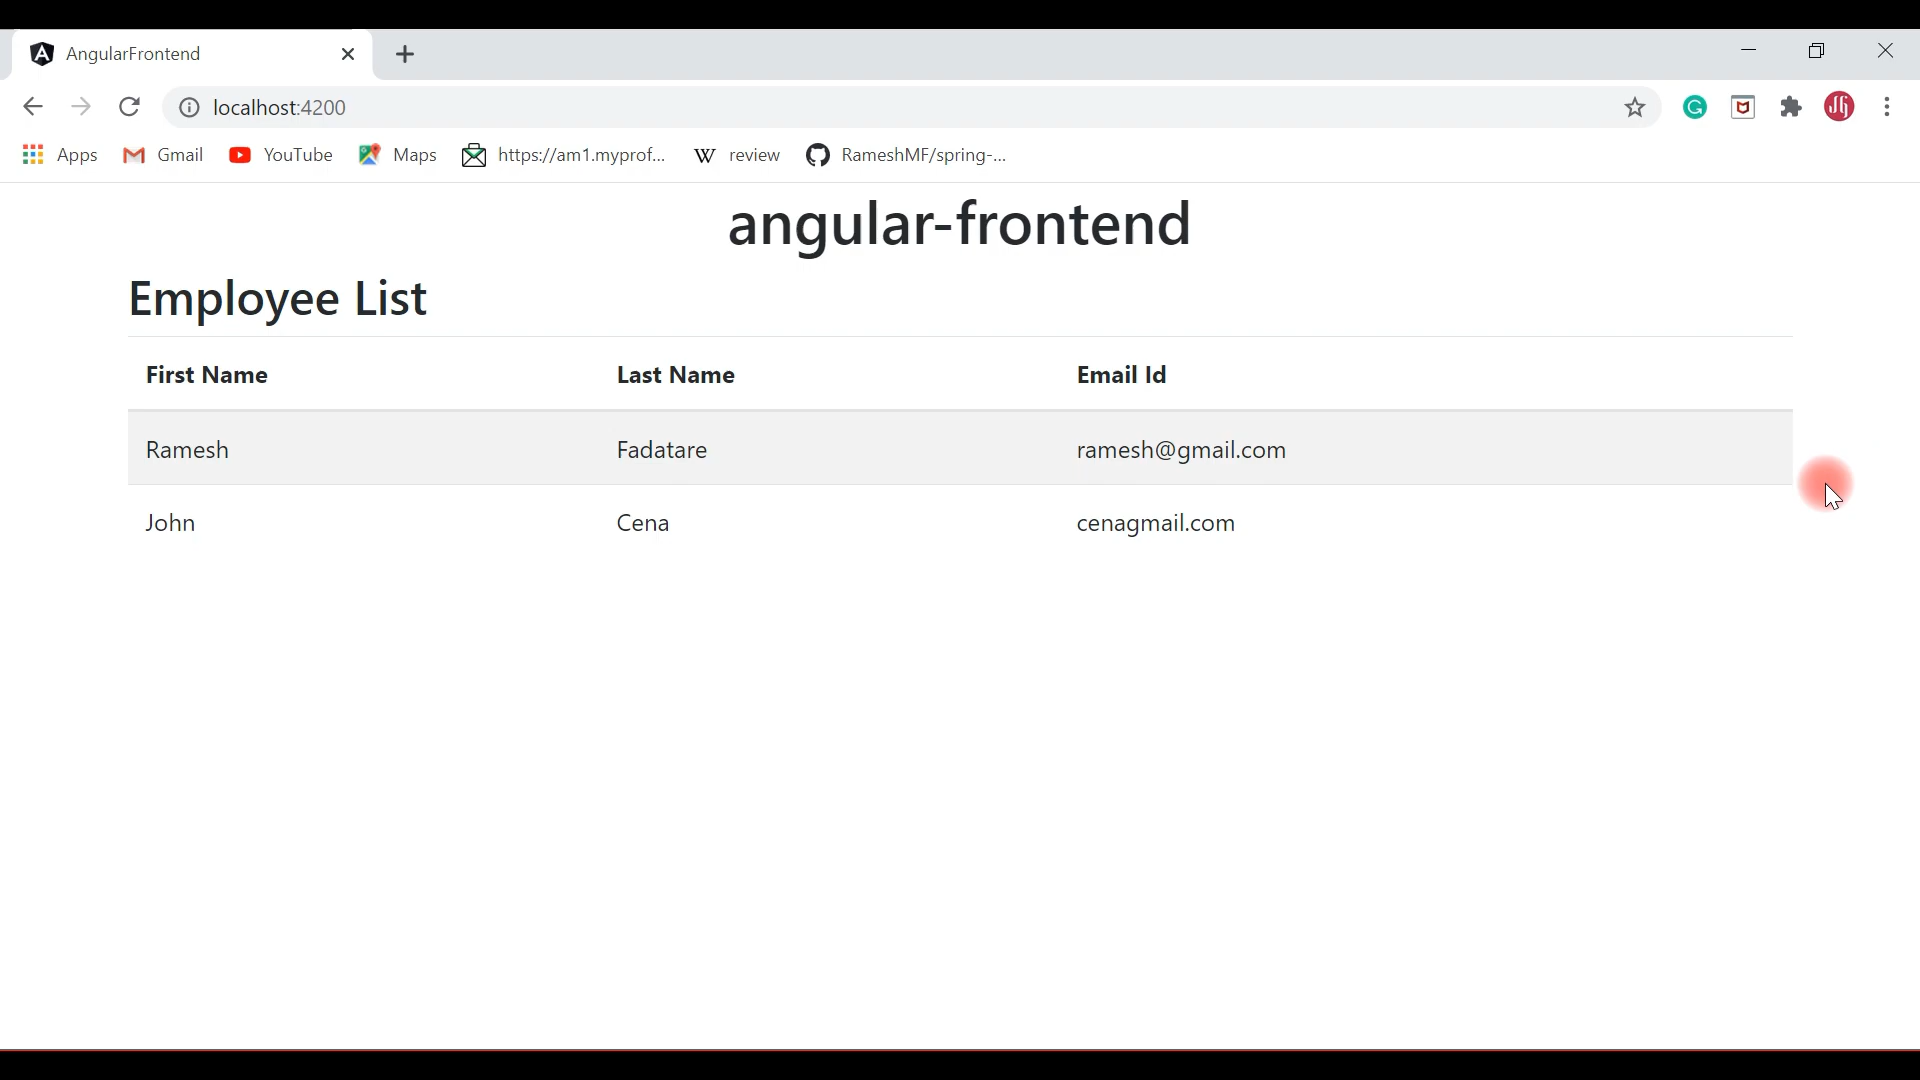 AngularFrontend
localhost:4200
Apps Gmail YouTube Maps https://am1.myprof... review RameshMF/spring-...
angular-frontend
Employee List
First Name Last Name Email Id
Ramesh Fadatare ramesh@gmail.com
John Cena cenagmail.com